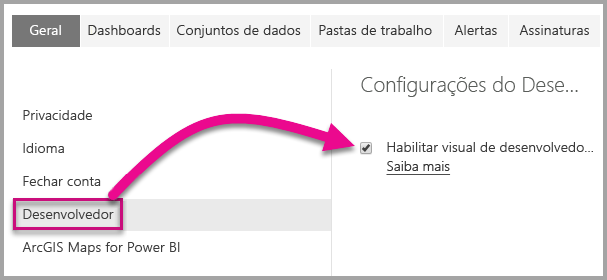 Geral Dashboards Conjuntos de dados Pastas de trabalho Alertas Assinaturas
Configurações do Dese...
Privacidade
Idioma
Fechar conta
Desenvolvedor
ArcGIS Maps for Power BI
Habilitar visual de desenvolvedo...
Saiba mais